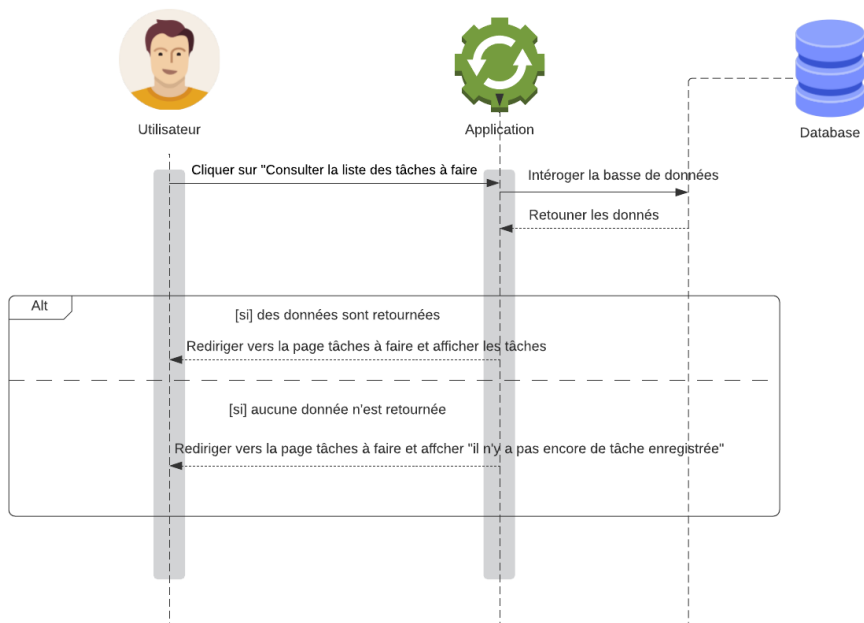 Utilisateur
Application
Database
Cliquer sur "Consulter la liste des tâches à faire
Intéroger la basse de données
Retouner les donnés
Alt
[si] des données sont retournées
Rediriger vers la page tâches à faire et afficher les tâches
[si] aucune donnée n'est retournée
Rediriger vers la page tâches à faire et affcher "il n'y a pas encore de tâche enregistrée"